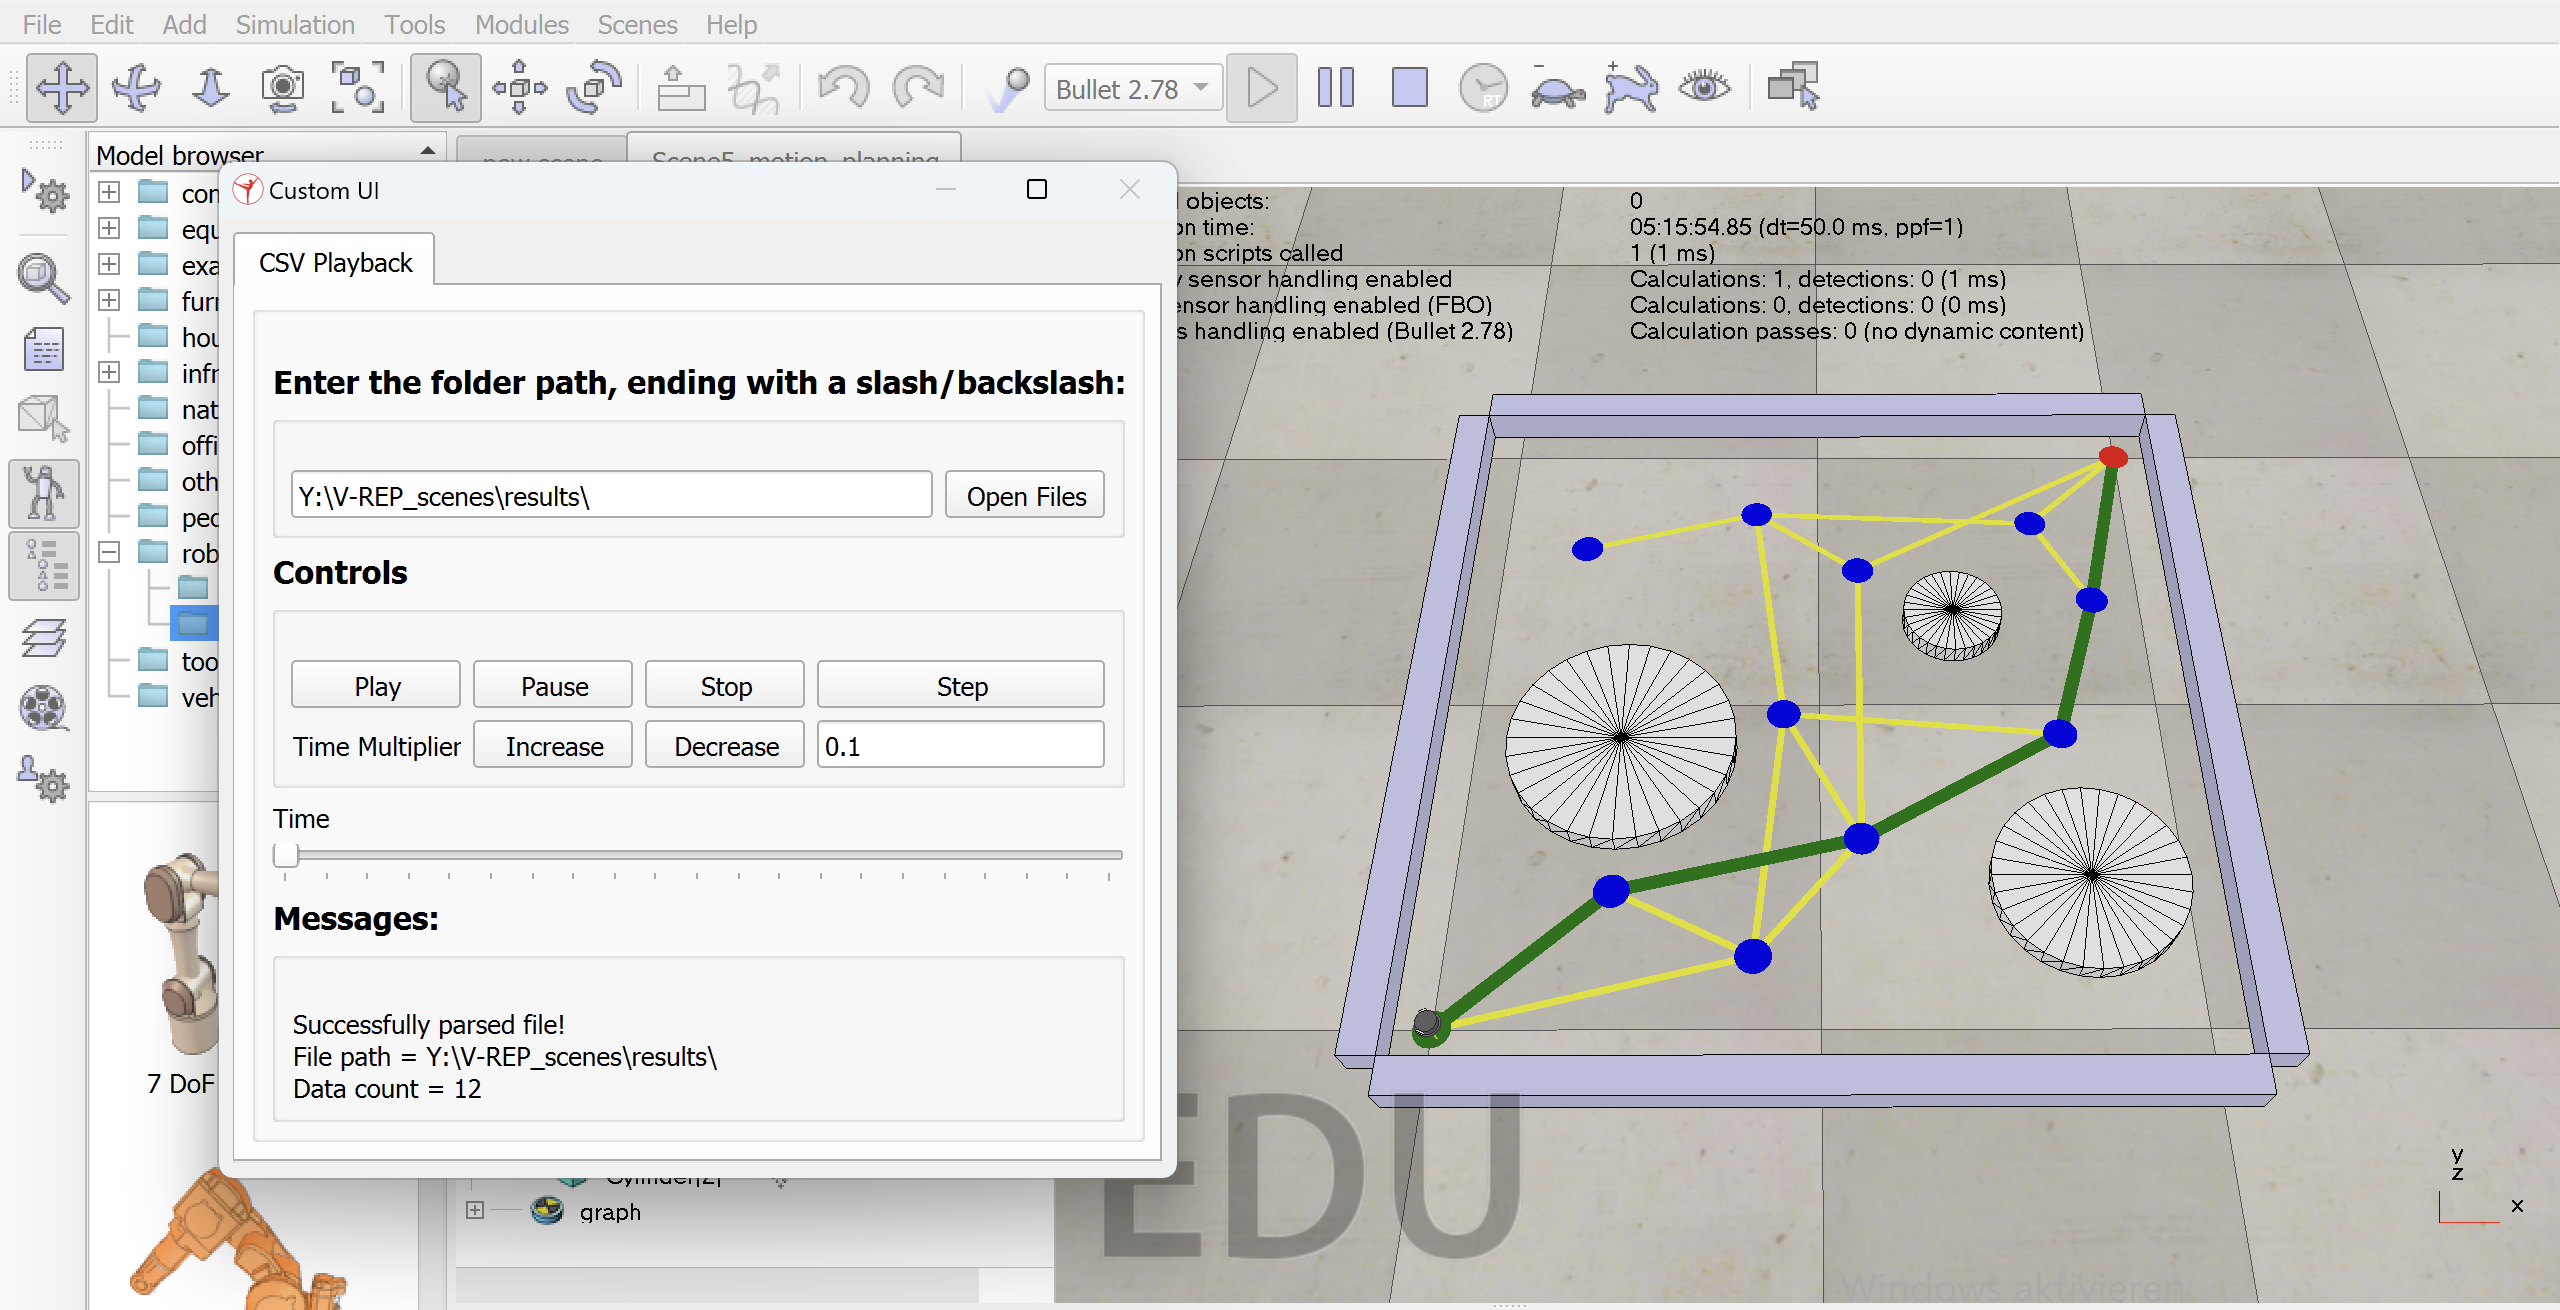 File Edit Add Simulation Tools Modules Scenes Help
Bullet 2.78
RT
Model browser
Scene5_motion_planning
Custom UI
CSV Playback
Enter the folder path, ending with a slash/backslash:
Y:\V-REP_scenes\results\
Open Files
Controls
Play Pause Stop Step
Time Multiplier Increase Decrease 0.1
Time
Messages:
Successfully parsed file!
File path = Y:\V-REP_scenes\results\
Data count = 12
con
equ
exa
furn
hou
infr
nat
offi
oth
peo
rob
too
veh
7 DoF
graph
objects: 0
on time: 05:15:54.85 (dt=50.0 ms, ppf=1)
on scripts called 1 (1 ms)
y sensor handling enabled Calculations: 1, detections: 0 (1 ms)
ensor handling enabled (FBO) Calculations: 0, detections: 0 (0 ms)
s handling enabled (Bullet 2.78) Calculation passes: 0 (no dynamic content)
EDU
y
z
x
Windows aktivieren